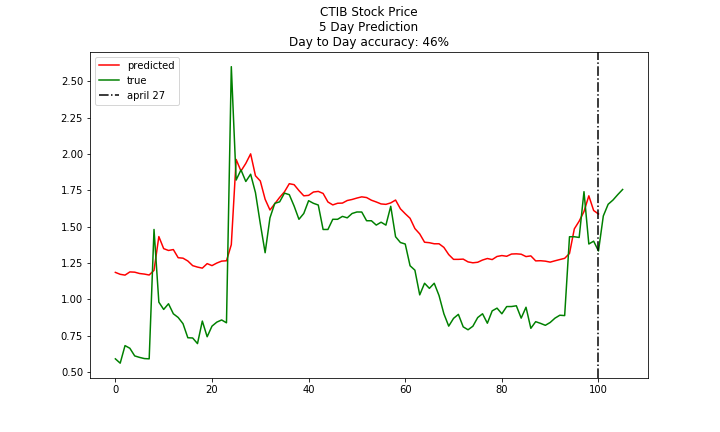 CTIB Stock Price
5 Day Prediction
Day to Day accuracy: 46%
predicted
true
april 27
2.50
2.25
2.00
1.75
1.50
1.25
1.00
0.75
0.50
0
20
40
60
80
100